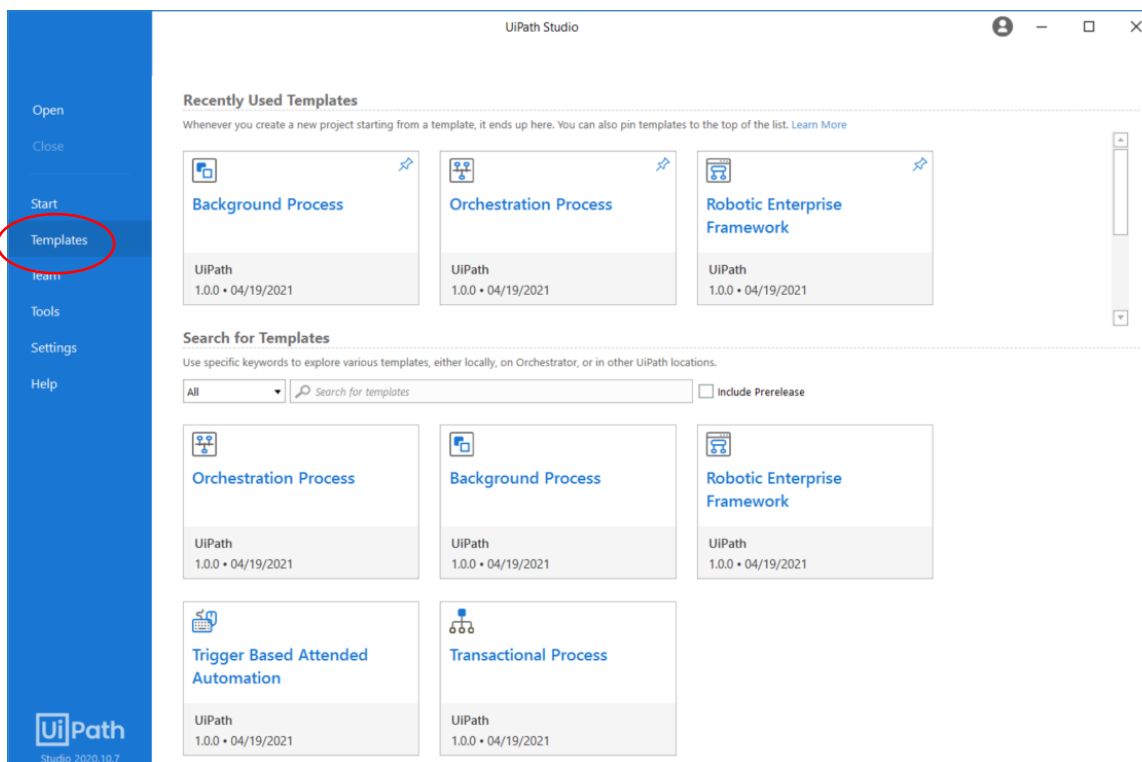 UiPath Studio
Open
Close
Start
Templates
Team
Tools
Settings
Help
Recently Used Templates
Whenever you create a new project starting from a template, it ends up here. You can also pin templates to the top of the list. Learn More
Background Process
UiPath
1.0.0 • 04/19/2021
Orchestration Process
UiPath
1.0.0 • 04/19/2021
Robotic Enterprise
Framework
UiPath
1.0.0 • 04/19/2021
Search for Templates
Use specific keywords to explore various templates, either locally, on Orchestrator, or in other UiPath locations.
All
Search for templates
Include Prerelease
Orchestration Process
UiPath
1.0.0 • 04/19/2021
Background Process
UiPath
1.0.0 • 04/19/2021
Robotic Enterprise
Framework
UiPath
1.0.0 • 04/19/2021
Trigger Based Attended
Automation
UiPath
1.0.0 • 04/19/2021
Transactional Process
UiPath
1.0.0 • 04/19/2021
UiPath
Studio 2020.10.7